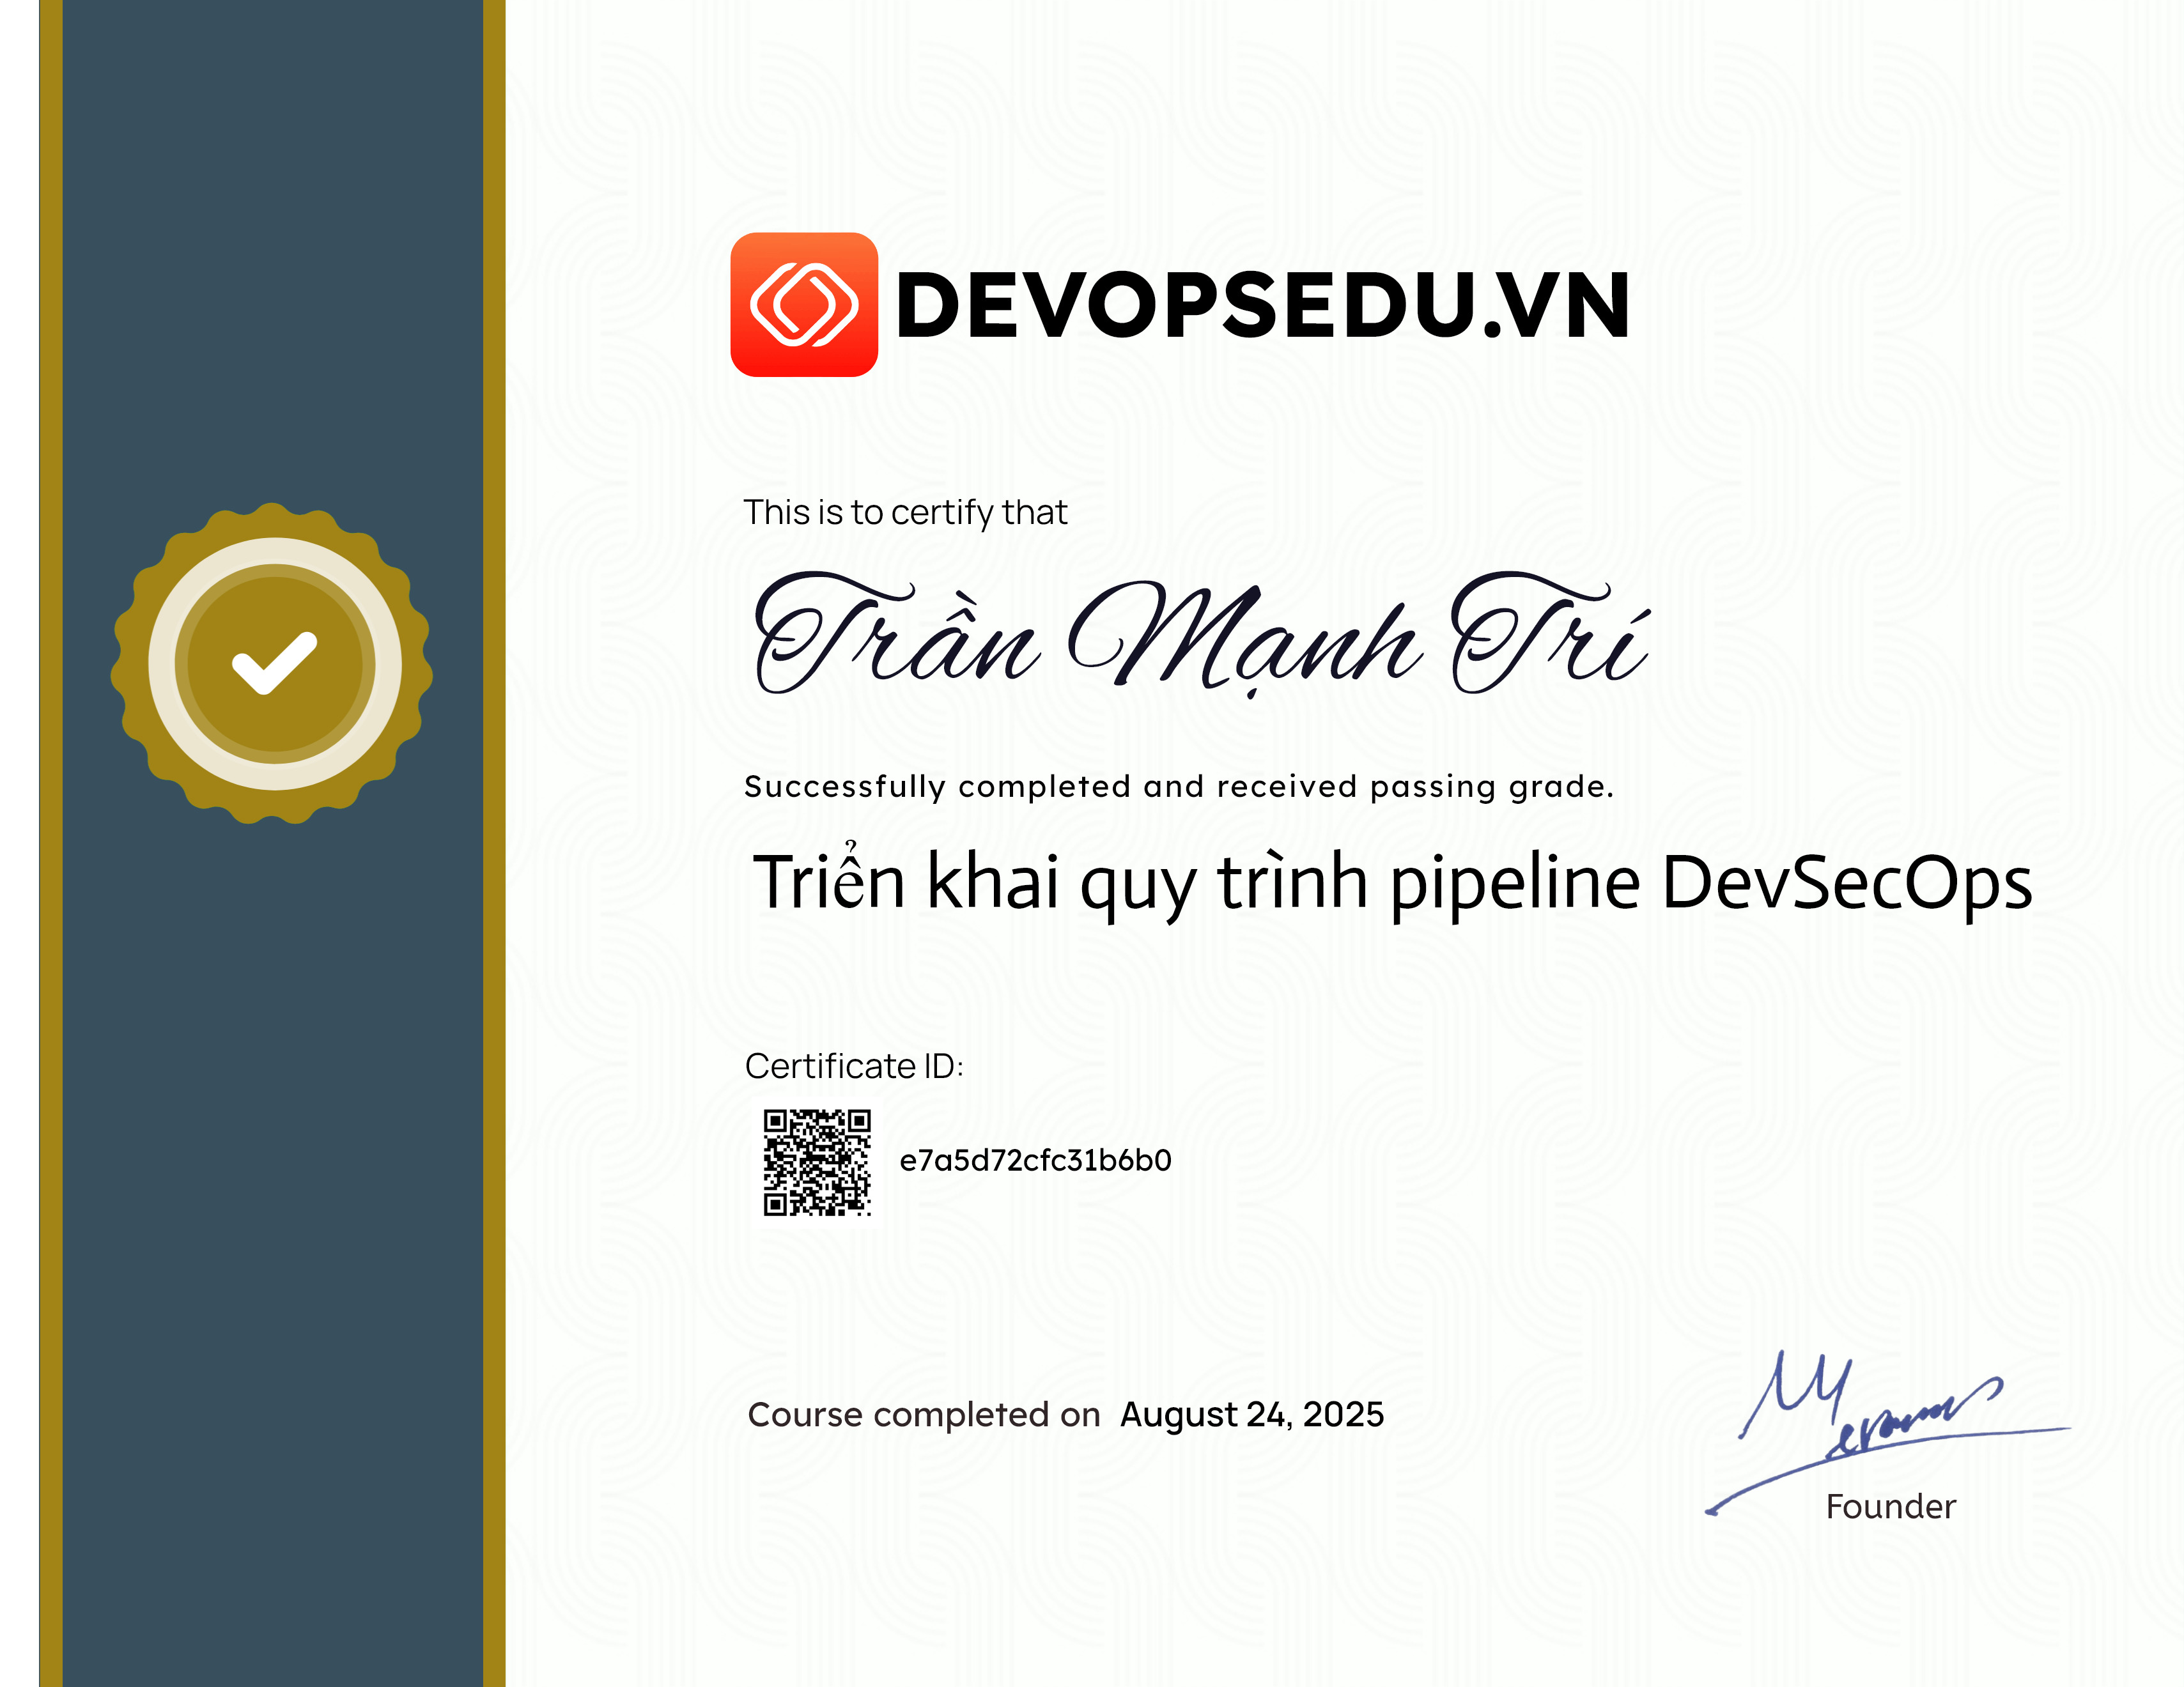 DEVOPSEDU.VN
This is to certify that
Trần Mạnh Trí
Successfully completed and received passing grade.
Triển khai quy trình pipeline DevSecOps
Certificate ID:
e7a5d72cfc31b6b0
Course completed on August 24, 2025
Founder